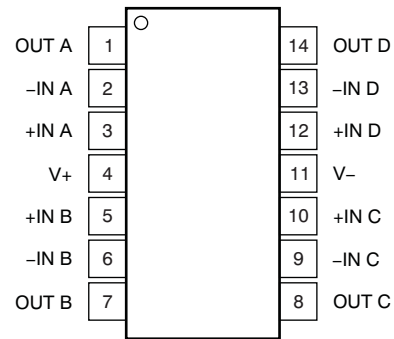 OUT A 1 14 OUT D
−IN A 2 13 −IN D
+IN A 3 12 +IN D
V+ 4 11 V−
+IN B 5 10 +IN C
−IN B 6 9 −IN C
OUT B 7 8 OUT C